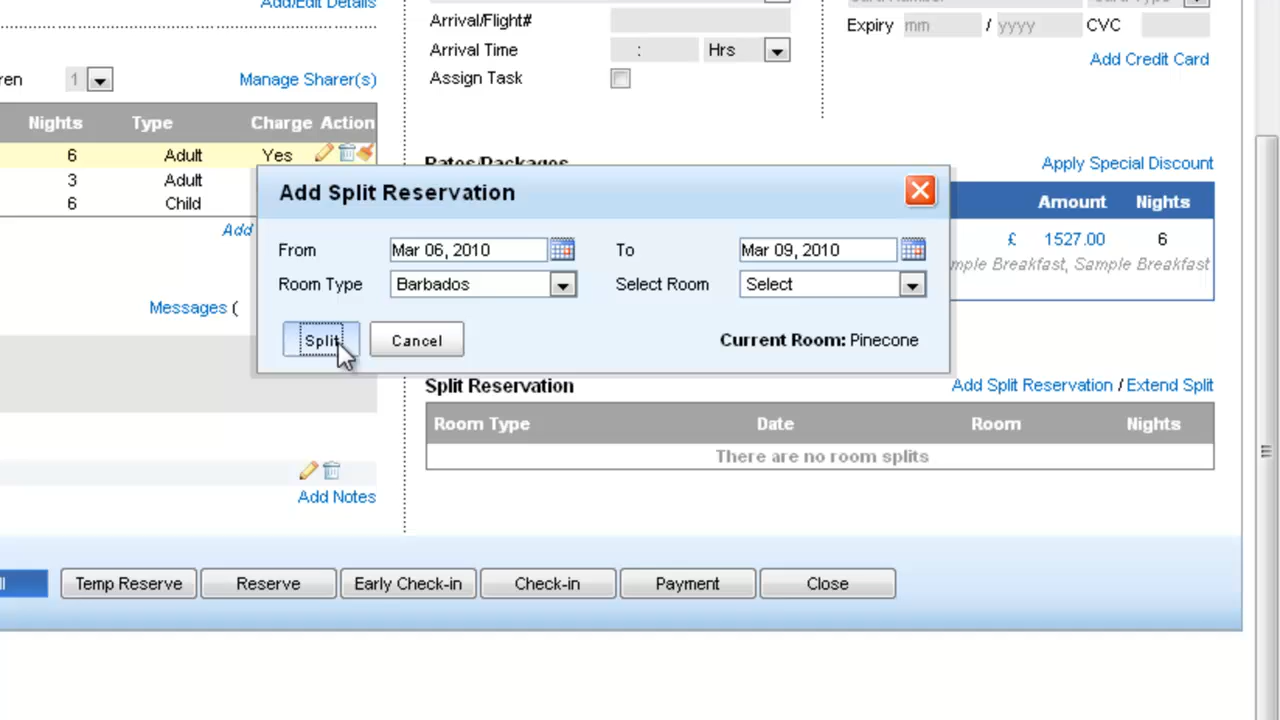 Add/Edit Details
Arrival/Flight#
Expiry mm / yyyy CVC
Arrival Time : Hrs
Add Credit Card
ren 1 Manage Sharer(s)
Assign Task
Nights Type Charge Action
6 Adult Yes
3 Adult
6 Child
Add
Messages (
Rates/Packages
Apply Special Discount
Amount Nights
£ 1527.00 6
mple Breakfast, Sample Breakfast
Add Split Reservation
From Mar 06, 2010 To Mar 09, 2010
Room Type Barbados Select Room Select
Split Cancel Current Room: Pinecone
Split Reservation Add Split Reservation / Extend Split
Room Type Date Room Nights
There are no room splits
Add Notes
Temp Reserve Reserve Early Check-in Check-in Payment Close